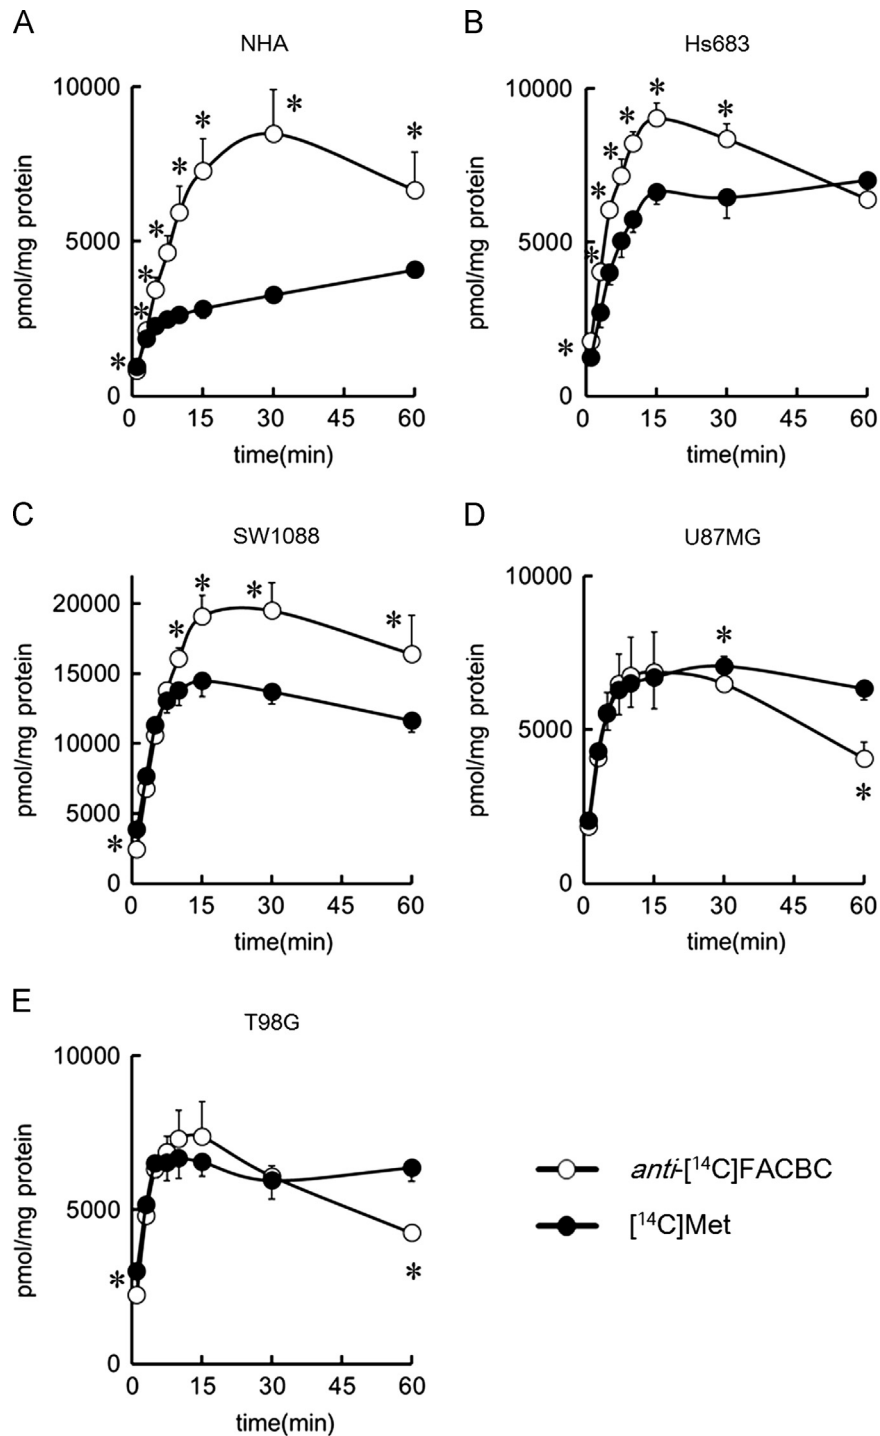 A
NHA
pmol/mg protein
10000
5000
0
0 15 30 45 60
time(min)
* * * * * * * * *
B
Hs683
pmol/mg protein
10000
5000
0
0 15 30 45 60
time(min)
* * * * * * *
C
SW1088
pmol/mg protein
20000
15000
10000
5000
0
0 15 30 45 60
time(min)
* * * * *
D
U87MG
pmol/mg protein
10000
5000
0
0 15 30 45 60
time(min)
* *
E
T98G
pmol/mg protein
10000
5000
0
0 15 30 45 60
time(min)
* *
anti-[14C]FACBC
[14C]Met